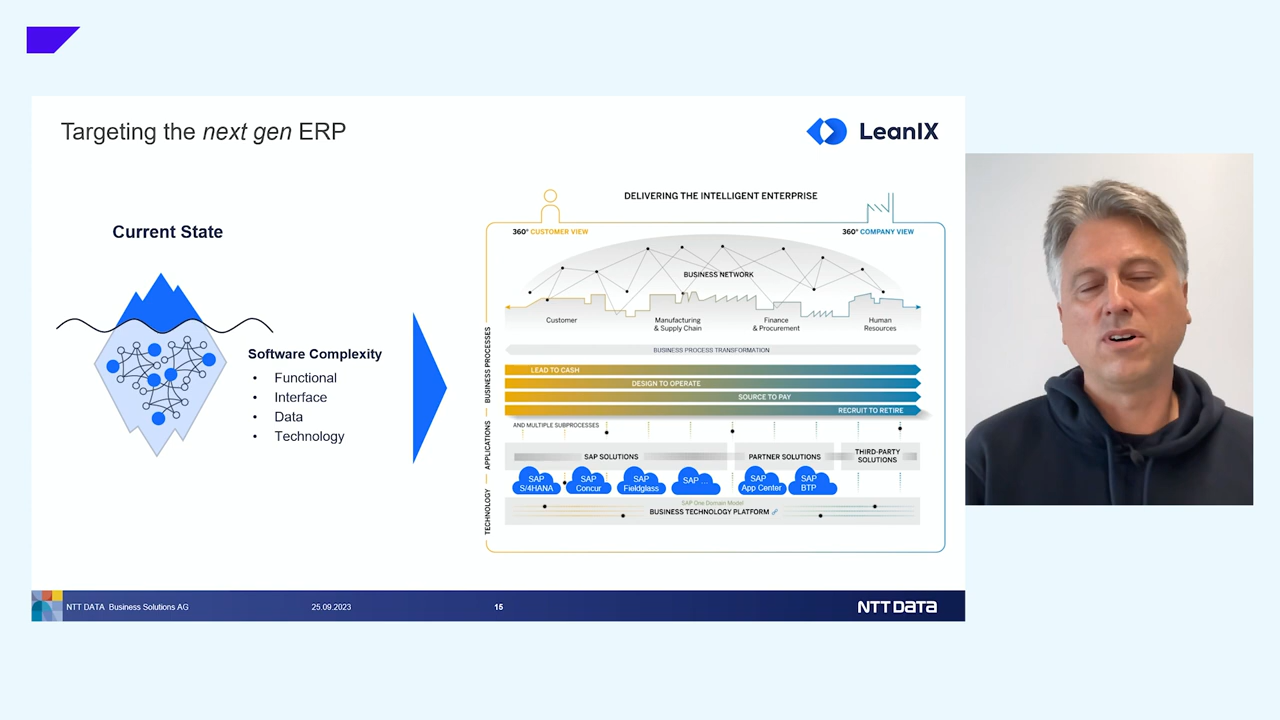 Targeting the next gen ERP
LeanIX
Current State
Software Complexity
• Functional
• Interface
• Data
• Technology
DELIVERING THE INTELLIGENT ENTERPRISE
360° CUSTOMER VIEW
360° COMPANY VIEW
BUSINESS NETWORK
Customer
Manufacturing
& Supply Chain
Finance
& Procurement
Human
Resources
BUSINESS PROCESSES
BUSINESS PROCESS TRANSFORMATION
LEAD TO CASH
DESIGN TO OPERATE
SOURCE TO PAY
RECRUIT TO RETIRE
AND MULTIPLE SUBPROCESSES
APPLICATIONS
SAP SOLUTIONS
PARTNER SOLUTIONS
THIRD-PARTY
SOLUTIONS
SAP
S/4HANA
SAP
Concur
SAP
Fieldglass
SAP ...
SAP
App Center
SAP
BTP
TECHNOLOGY
SAP One Domain Model
BUSINESS TECHNOLOGY PLATFORM
NTT DATA Business Solutions AG
25.09.2023
15
NTT DATA